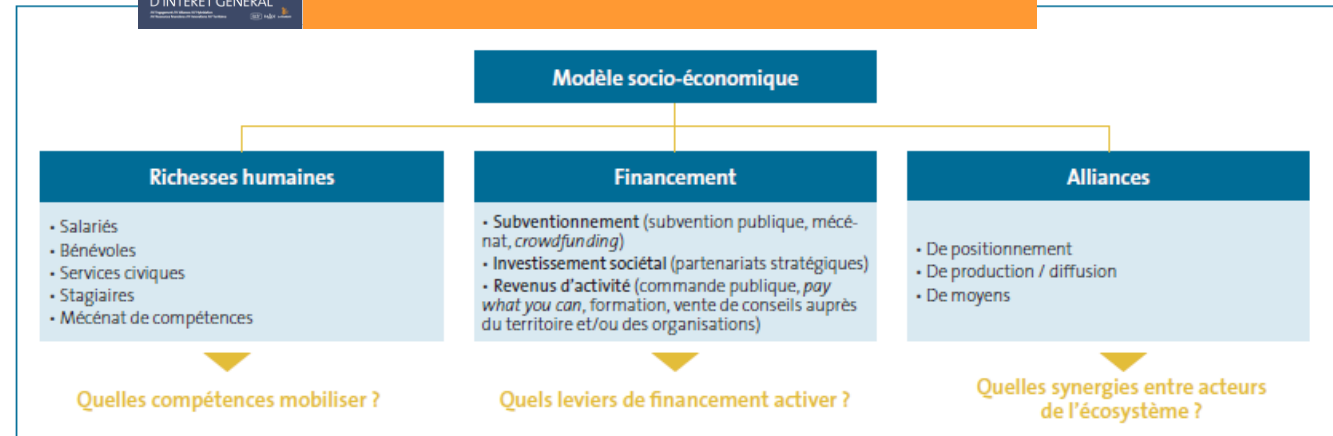 D'INTÉRÊT GÉNÉRAL
Modèle socio-économique
Richesses humaines
• Salariés
• Bénévoles
• Services civiques
• Stagiaires
• Mécénat de compétences
Quelles compétences mobiliser ?
Financement
• Subventionnement (subvention publique, mécé-
nat, crowdfunding)
• Investissement sociétal (partenariats stratégiques)
• Revenus d'activité (commande publique, pay
what you can, formation, vente de conseils auprès
du territoire et/ou des organisations)
Quels leviers de financement activer ?
Alliances
• De positionnement
• De production / diffusion
• De moyens
Quelles synergies entre acteurs
de l'écosystème ?